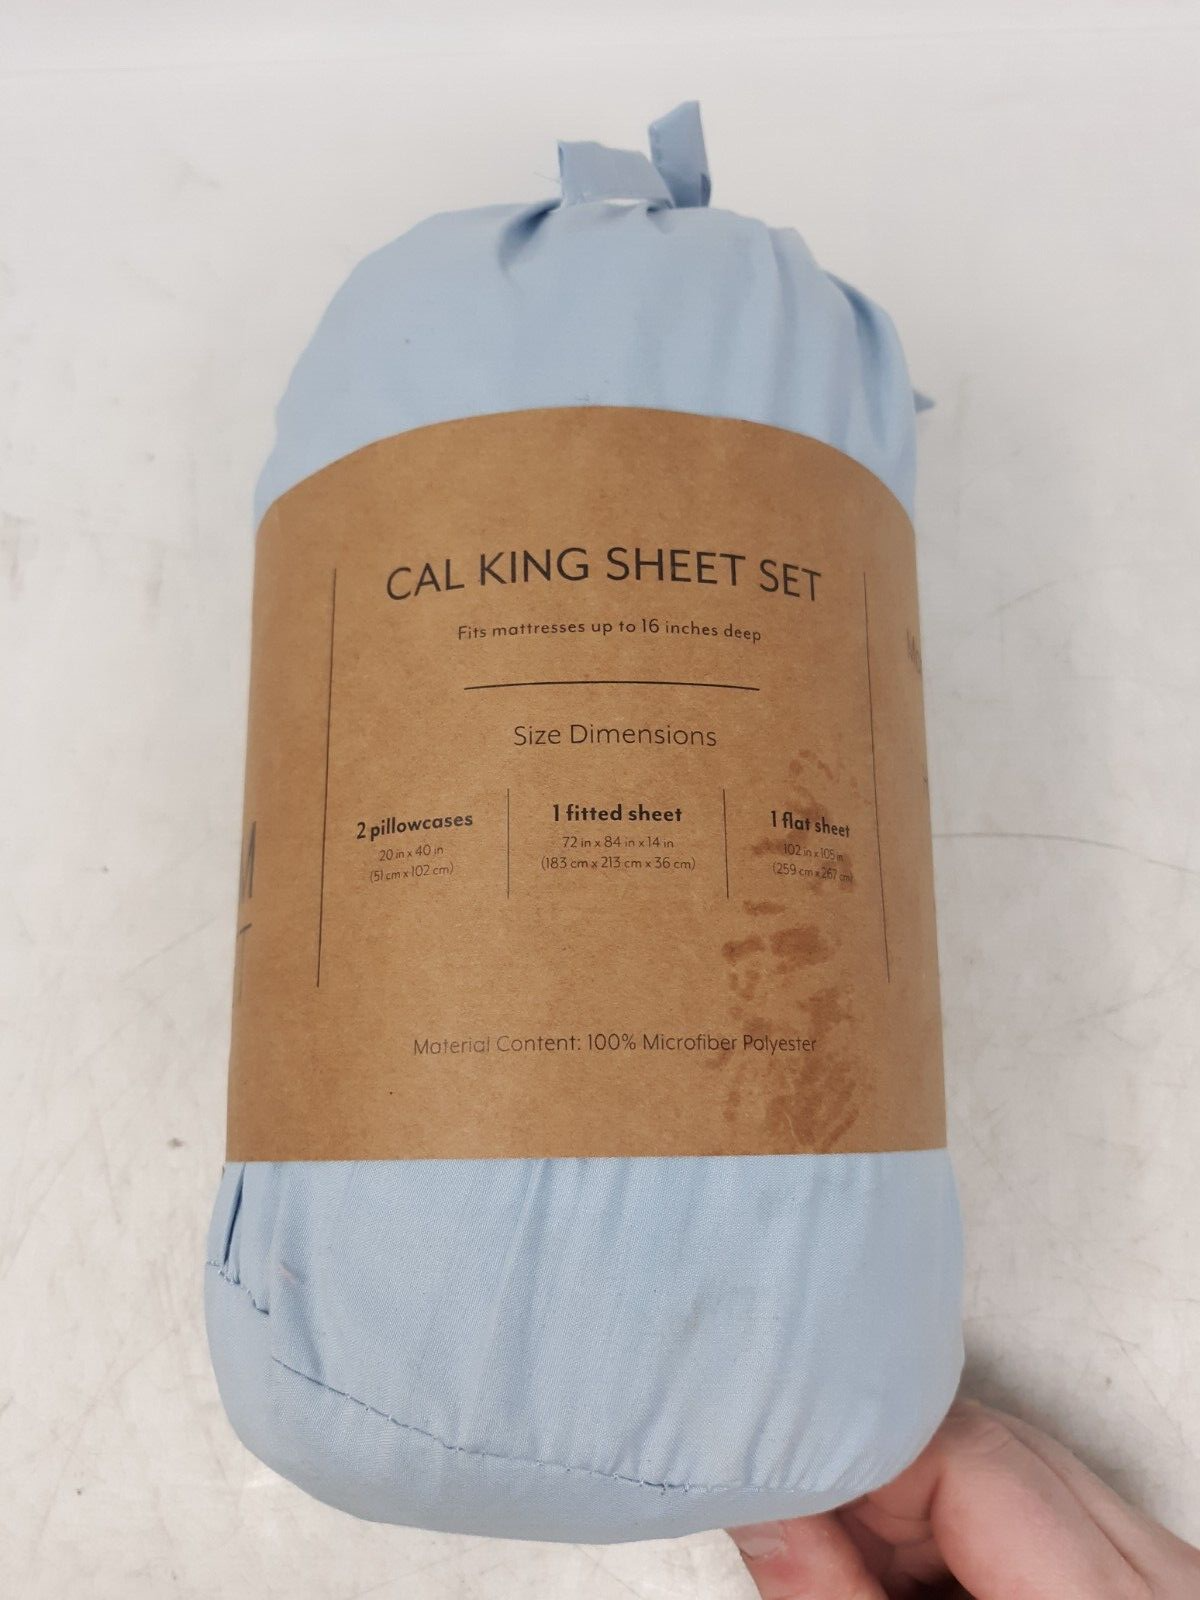 CAL KING SHEET SET
Fits mattresses up to 16 inches deep
Size Dimensions
2 pillowcases
20 in x 40 in
(51 cm x 102 cm)
1 fitted sheet
72 in x 84 in x 14 in
(183 cm x 213 cm x 36 cm)
1 flat sheet
102 in x 105 in
(259 cm x 267 cm)
Material Content: 100% Microfiber Polyester